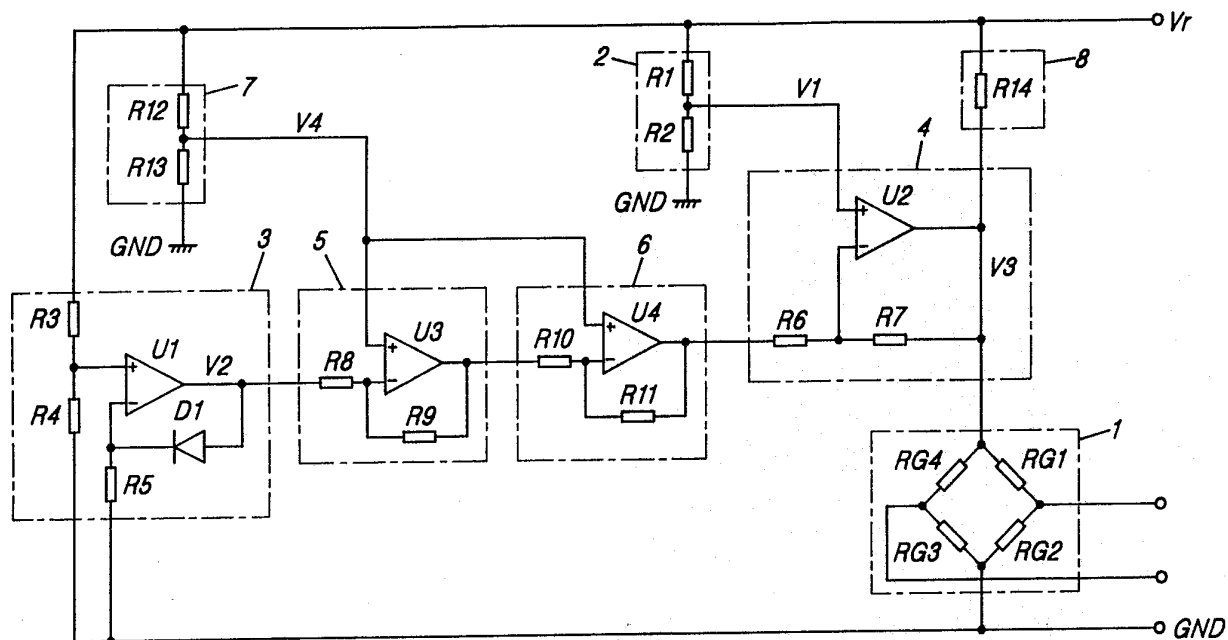 Vr
7
2
8
R12
V4
R1
V1
R14
R13
R2
4
GND
GND
U2
3
5
6
V3
R3
U1
V2
R8
U3
R10
U4
R6
R7
R4
D1
R9
R11
1
R5
RG4
RG1
RG3
RG2
GND
+
−
+
−
+
−
+
−